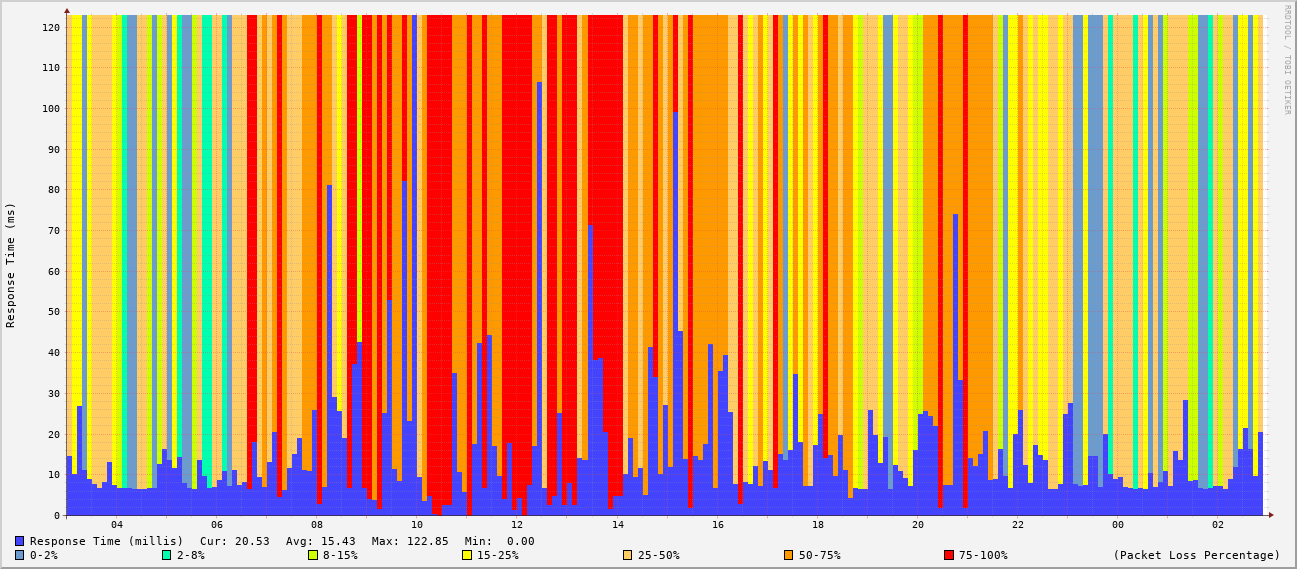 RRDTOOL / TOBI OETIKER
Response Time (ms)
120
110
100
90
80
70
60
50
40
30
20
10
0
04 06 08 10 12 14 16 18 20 22 00 02
Response Time (millis) Cur: 20.53 Avg: 15.43 Max: 122.85 Min: 0.00
0-2% 2-8% 8-15% 15-25% 25-50% 50-75% 75-100% (Packet Loss Percentage)